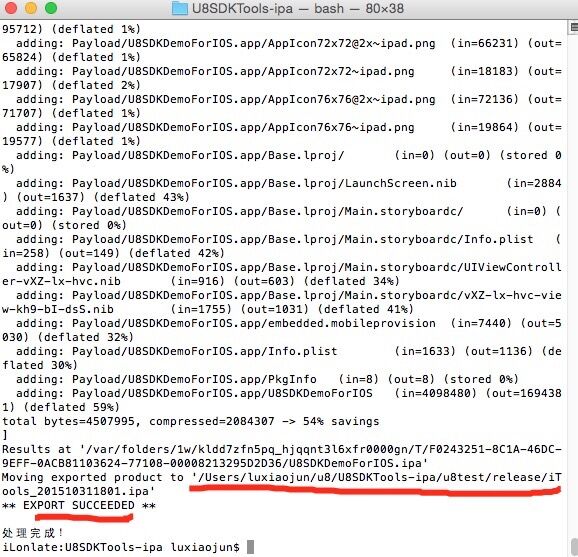 U8SDKTools-ipa — bash — 80×38
95712) (deflated 1%)
adding: Payload/U8SDKDemoForIOS.app/AppIcon72x72@2x~ipad.png (in=66231) (out=
65824) (deflated 1%)
adding: Payload/U8SDKDemoForIOS.app/AppIcon72x72~ipad.png (in=18183) (out=
17907) (deflated 2%)
adding: Payload/U8SDKDemoForIOS.app/AppIcon76x76@2x~ipad.png (in=72136) (out=
71707) (deflated 1%)
adding: Payload/U8SDKDemoForIOS.app/AppIcon76x76~ipad.png (in=19864) (out=
19577) (deflated 1%)
adding: Payload/U8SDKDemoForIOS.app/Base.lproj/ (in=0) (out=0) (stored 0
%)
adding: Payload/U8SDKDemoForIOS.app/Base.lproj/LaunchScreen.nib (in=2884
) (out=1637) (deflated 43%)
adding: Payload/U8SDKDemoForIOS.app/Base.lproj/Main.storyboardc/ (in=0) (
out=0) (stored 0%)
adding: Payload/U8SDKDemoForIOS.app/Base.lproj/Main.storyboardc/Info.plist (
in=258) (out=149) (deflated 42%)
adding: Payload/U8SDKDemoForIOS.app/Base.lproj/Main.storyboardc/UIViewControll
er-vXZ-lx-hvc.nib (in=916) (out=603) (deflated 34%)
adding: Payload/U8SDKDemoForIOS.app/Base.lproj/Main.storyboardc/vXZ-lx-hvc-vie
w-kh9-bI-dsS.nib (in=1755) (out=1031) (deflated 41%)
adding: Payload/U8SDKDemoForIOS.app/embedded.mobileprovision (in=7440) (out=5
030) (deflated 32%)
adding: Payload/U8SDKDemoForIOS.app/Info.plist (in=1633) (out=1136) (de
flated 30%)
adding: Payload/U8SDKDemoForIOS.app/PkgInfo (in=8) (out=8) (stored 0%)
adding: Payload/U8SDKDemoForIOS.app/U8SDKDemoForIOS (in=4098480) (out=169438
1) (deflated 59%)
total bytes=4507995, compressed=2084307 -> 54% savings
]
Results at '/var/folders/1w/kldd7zfn5pq_hjqqnt3l6xfr0000gn/T/F0243251-8C1A-46DC-
9EFF-0ACB81103624-77108-00008213295D2D36/U8SDKDemoForIOS.ipa'
Moving exported product to '/Users/luxiaojun/u8/U8SDKTools-ipa/u8test/release/iT
ools_201510311801.ipa'
** EXPORT SUCCEEDED **
处理完成！
iLonlate:U8SDKTools-ipa luxiaojun$